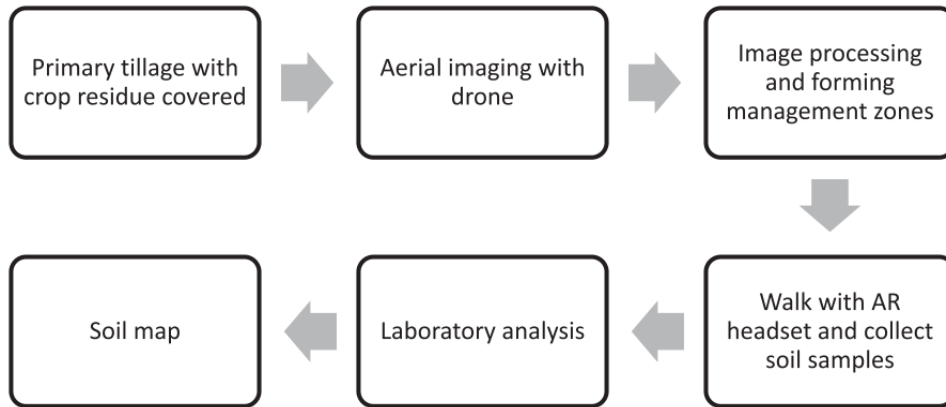 Primary tillage with
crop residue covered
Aerial imaging with
drone
Image processing
and forming
management zones
Walk with AR
headset and collect
soil samples
Laboratory analysis
Soil map